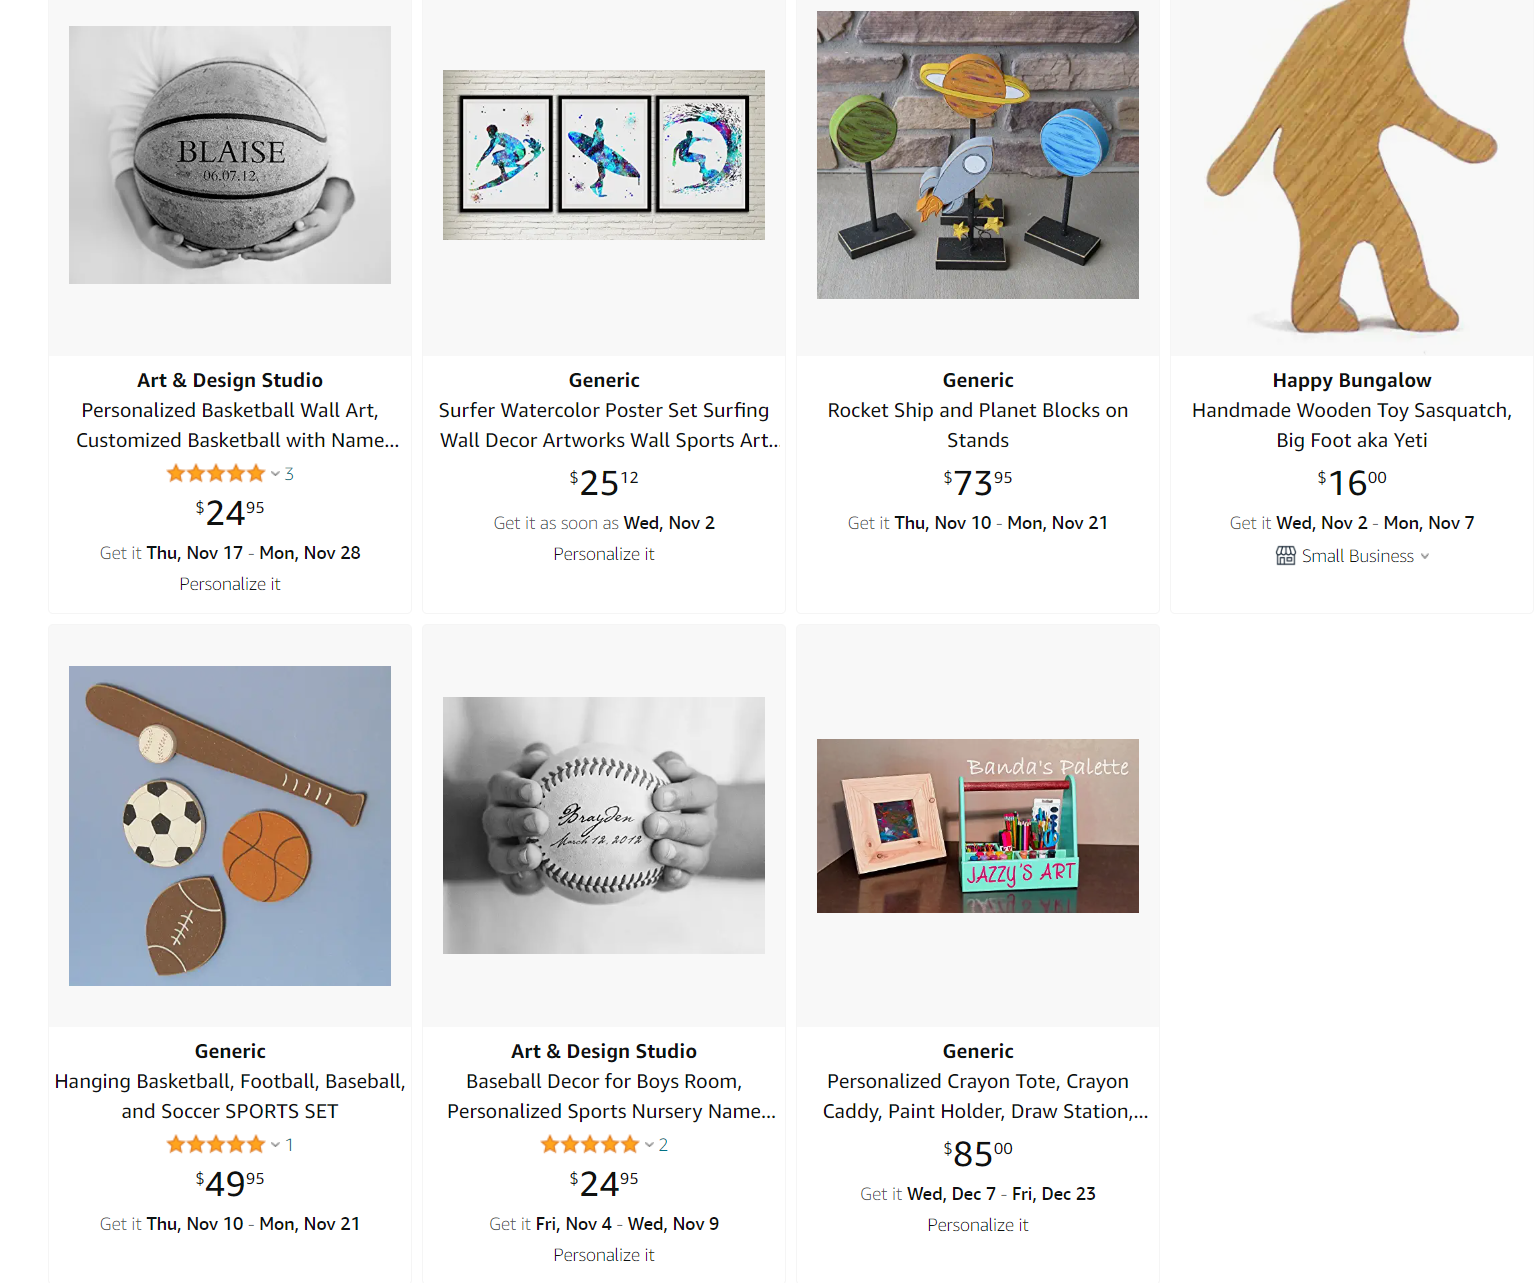 BLAISE
06.07.12
Art & Design Studio
Personalized Basketball Wall Art,
Customized Basketball with Name...
3
$24 95
Get it Thu, Nov 17 - Mon, Nov 28
Personalize it
Generic
Surfer Watercolor Poster Set Surfing
Wall Decor Artworks Wall Sports Art...
$25 12
Get it as soon as Wed, Nov 2
Personalize it
Generic
Rocket Ship and Planet Blocks on
Stands
$73 95
Get it Thu, Nov 10 - Mon, Nov 21
Happy Bungalow
Handmade Wooden Toy Sasquatch,
Big Foot aka Yeti
$16 00
Get it Wed, Nov 2 - Mon, Nov 7
Small Business
Generic
Hanging Basketball, Football, Baseball,
and Soccer SPORTS SET
1
$49 95
Get it Thu, Nov 10 - Mon, Nov 21
Brayden
March 12, 2012
Art & Design Studio
Baseball Decor for Boys Room,
Personalized Sports Nursery Name...
2
$24 95
Get it Fri, Nov 4 - Wed, Nov 9
Personalize it
Banda's Palette
JAZZY'S ART
Generic
Personalized Crayon Tote, Crayon
Caddy, Paint Holder, Draw Station,...
$85 00
Get it Wed, Dec 7 - Fri, Dec 23
Personalize it